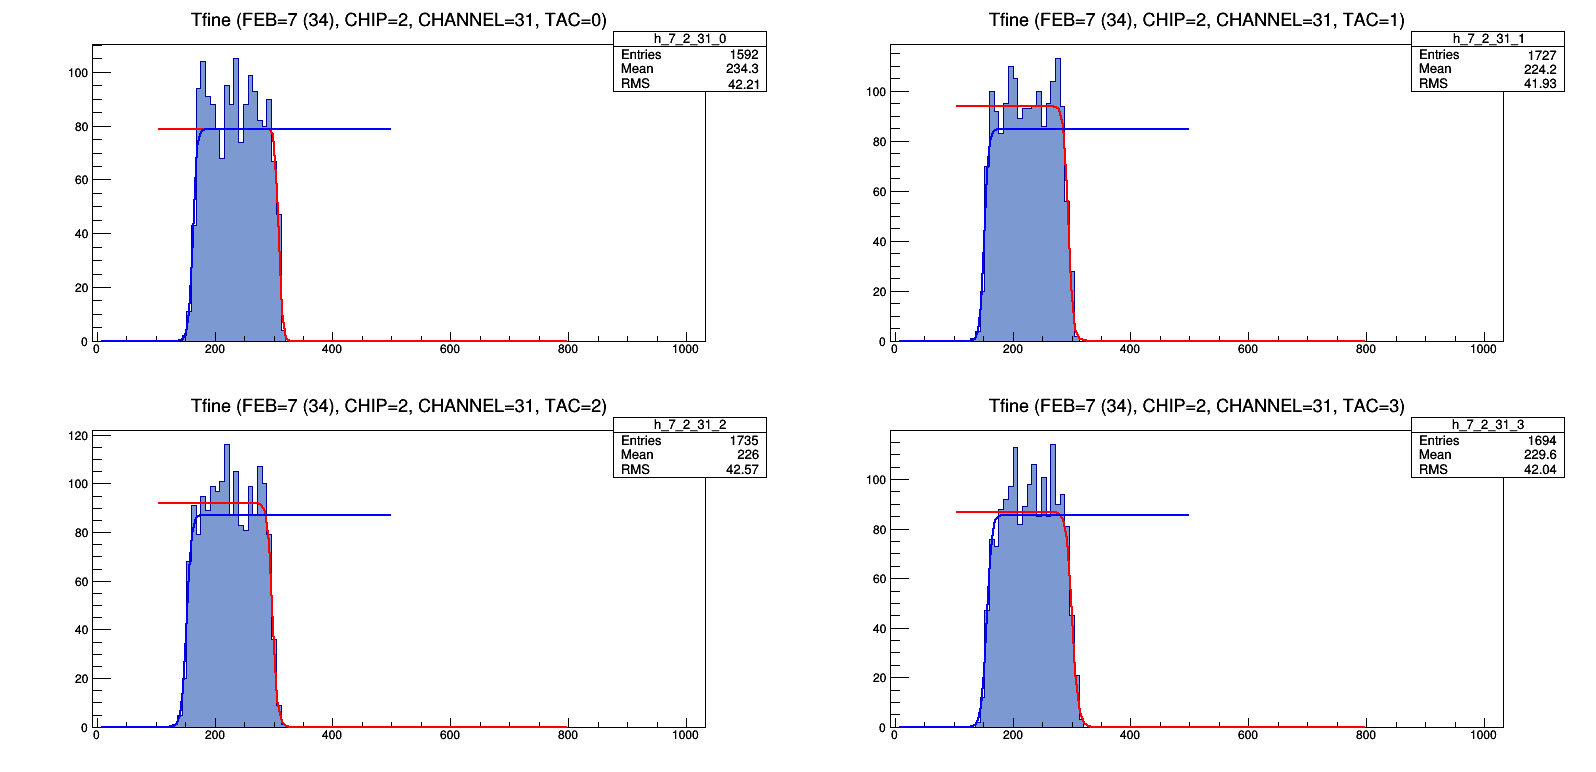 Tfine (FEB=7 (34), CHIP=2, CHANNEL=31, TAC=0)
h_7_2_31_0
Entries 1592
Mean 234.3
RMS 42.21
100
80
60
40
20
0
0 200 400 600 800 1000
Tfine (FEB=7 (34), CHIP=2, CHANNEL=31, TAC=1)
h_7_2_31_1
Entries 1727
Mean 224.2
RMS 41.93
100
80
60
40
20
0
0 200 400 600 800 1000
Tfine (FEB=7 (34), CHIP=2, CHANNEL=31, TAC=2)
h_7_2_31_2
Entries 1735
Mean 226
RMS 42.57
120
100
80
60
40
20
0
0 200 400 600 800 1000
Tfine (FEB=7 (34), CHIP=2, CHANNEL=31, TAC=3)
h_7_2_31_3
Entries 1694
Mean 229.6
RMS 42.04
100
80
60
40
20
0
0 200 400 600 800 1000